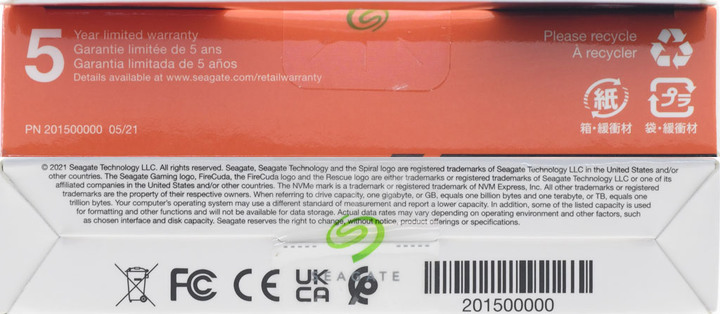 SEAGATE
5
Year limited warranty
Garantie limitée de 5 ans
Garantia limitada de 5 años
Details available at www.seagate.com/retailwarranty
Please recycle
À recycler
紙
プラ
箱・緩衝材
袋・緩衝材
PN 201500000 05/21
© 2021 Seagate Technology LLC. All rights reserved. Seagate, Seagate Technology and the Spiral logo are registered trademarks of Seagate Technology LLC in the United States and/or
other countries. The Seagate Gaming logo, FireCuda, the FireCuda logo and the Rescue logo are either trademarks or registered trademarks of Seagate Technology LLC or one of its
affiliated companies in the United States and/or other countries. The NVMe mark is a trademark or registered trademark of NVM Express, Inc. All other trademarks or registered
trademarks are the property of their respective owners. When referring to drive capacity, one gigabyte, or GB, equals one billion bytes and one terabyte, or TB, equals one
trillion bytes. Your computer's operating system may use a different standard of measurement and report a lower capacity. In addition, some of the listed capacity is used
for formatting and other functions and will not be available for data storage. Actual data rates may vary depending on operating environment and other factors, such
as chosen interface and disk capacity. Seagate reserves the right to change, without notice, product offerings or specifications.
SEAGATE
FC CE UK
CA
201500000